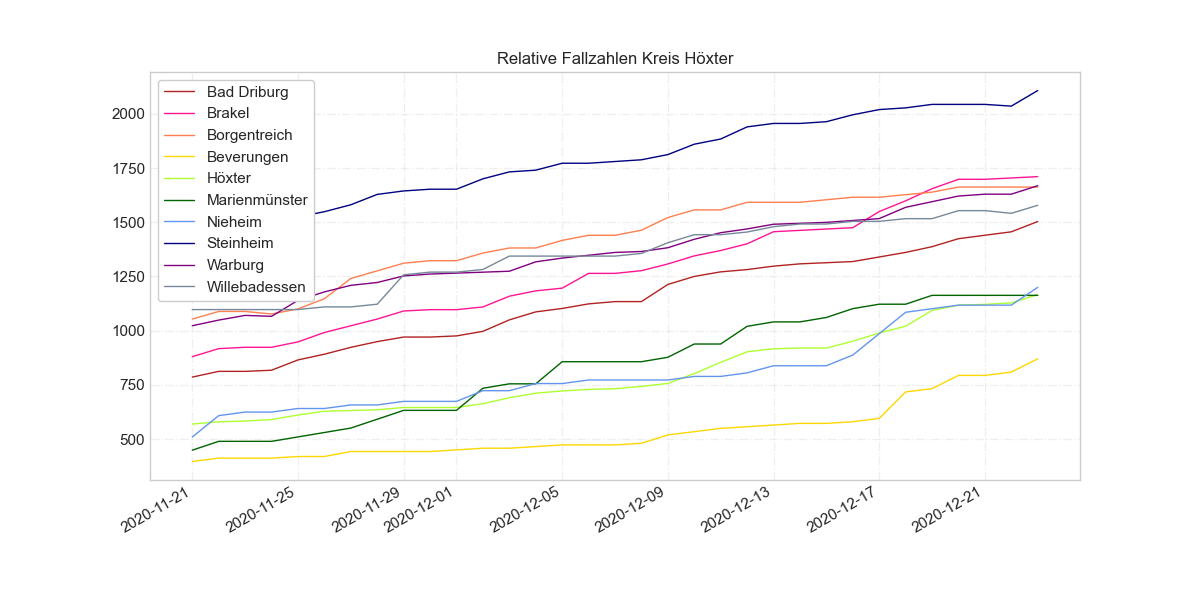 Relative Fallzahlen Kreis Höxter
Bad Driburg
Brakel
Borgentreich
Beverungen
Höxter
Marienmünster
Nieheim
Steinheim
Warburg
Willebadessen
2000
1750
1500
1250
1000
750
500
2020-11-21
2020-11-25
2020-11-29
2020-12-01
2020-12-05
2020-12-09
2020-12-13
2020-12-17
2020-12-21